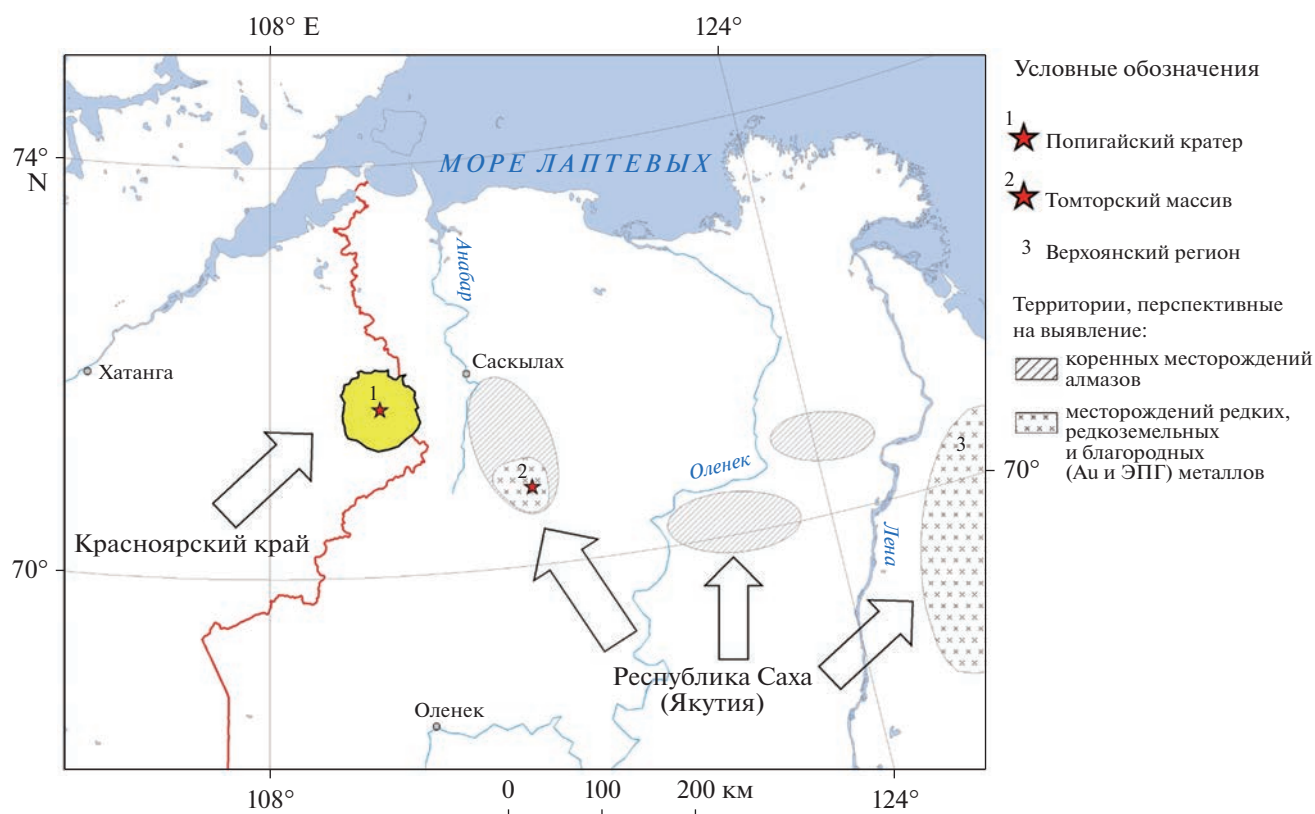 108° E
124°
Условные обозначения
1
Попигайский кратер
2
Томторский массив
3 Верхоянский регион
Территории, перспективные
на выявление:
коренных месторождений
алмазов
месторождений редких,
редкоземельных
и благородных
(Au и ЭПГ) металлов
74°
N
МОРЕ ЛАПТЕВЫХ
Анабар
Хатанга
Саскылах
1
2
3
Оленек
70°
Лена
Красноярский край
70°
Республика Саха
(Якутия)
Оленек
108°
0 100 200 км
124°